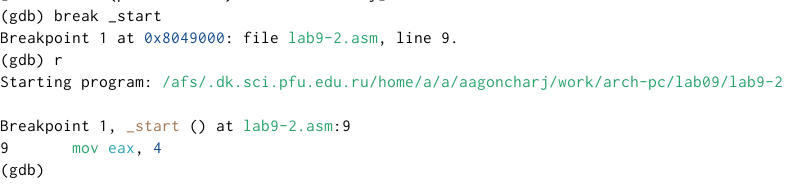 (gdb) break _start
Breakpoint 1 at 0x8049000: file lab9-2.asm, line 9.
(gdb) r
Starting program: /afs/.dk.sci.pfu.edu.ru/home/a/a/aagoncharj/work/arch-pc/lab09/lab9-2
Breakpoint 1, _start () at lab9-2.asm:9
9       mov eax, 4
(gdb)